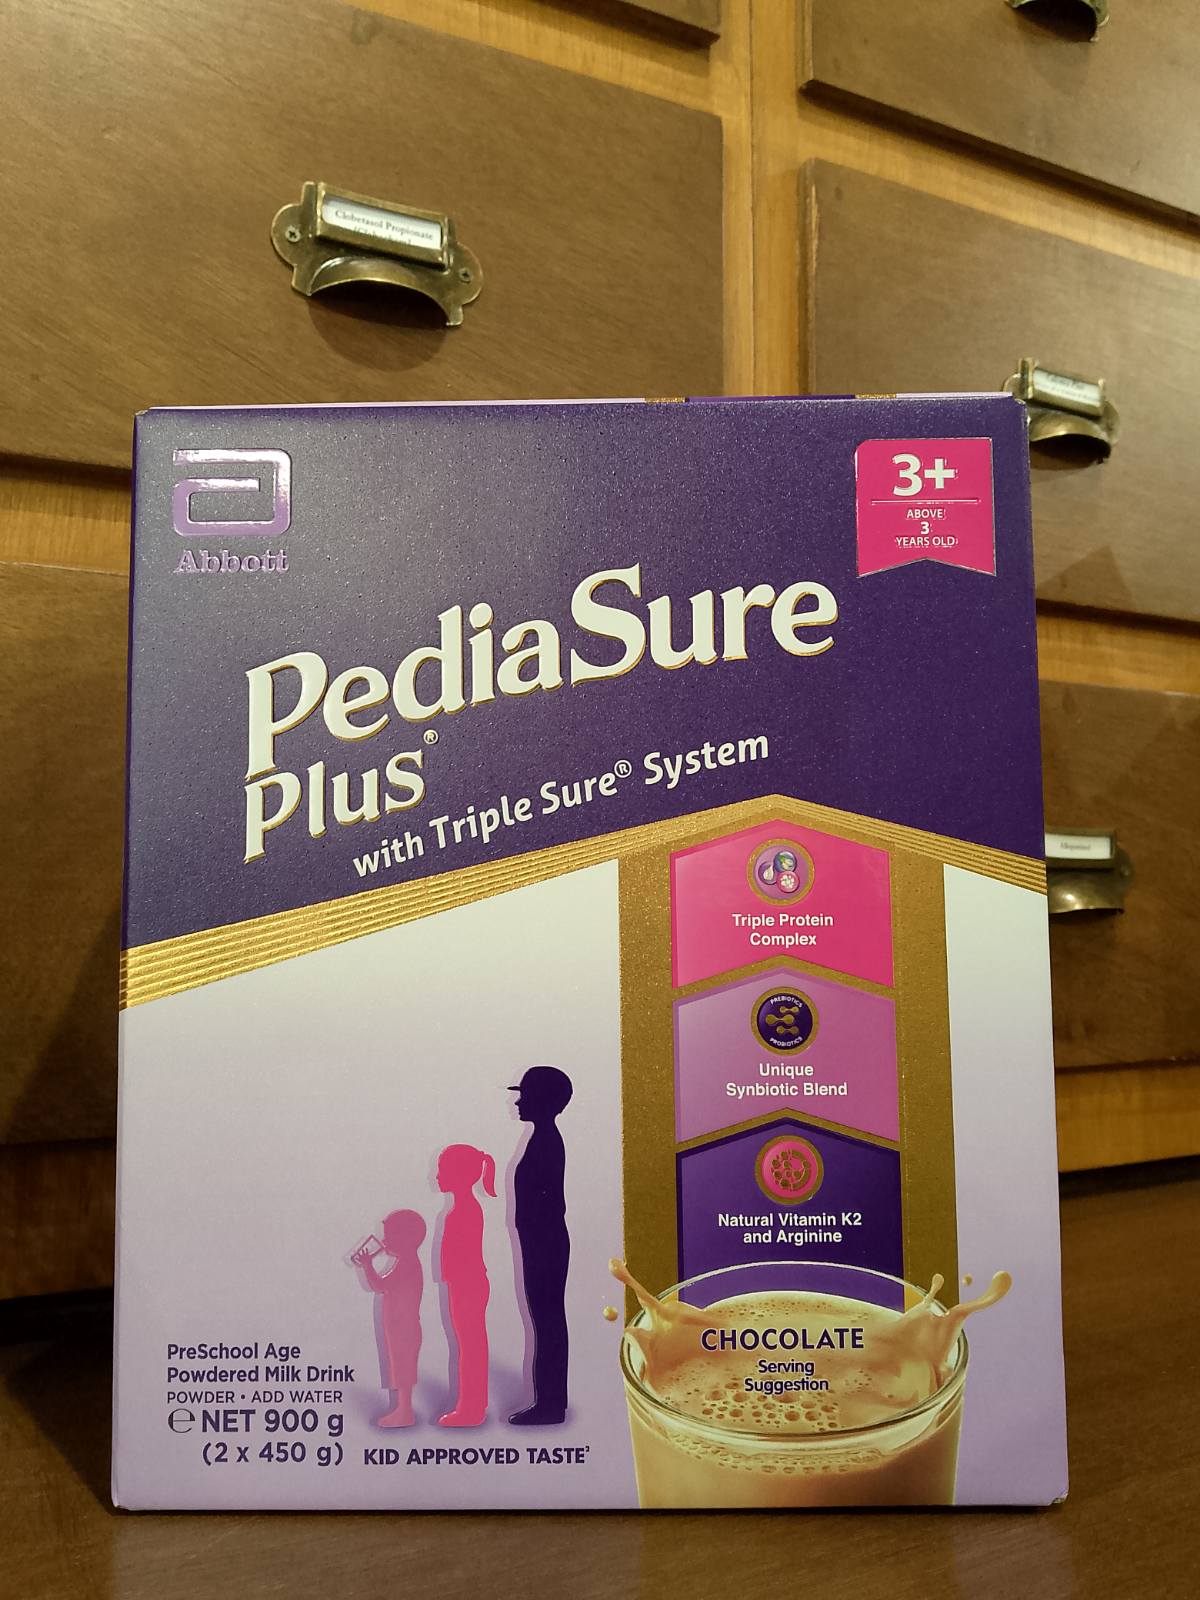 Clobetasol Propionate
Abbott
3+
ABOVE
3
YEARS OLD
PediaSure
Plus®
with Triple Sure® System
Triple Protein
Complex
PREBIOTICS
PROBIOTICS
Unique
Synbiotic Blend
Natural Vitamin K2
and Arginine
CHOCOLATE
Serving
Suggestion
PreSchool Age
Powdered Milk Drink
POWDER • ADD WATER
℮ NET 900 g
(2 x 450 g)
KID APPROVED TASTE²